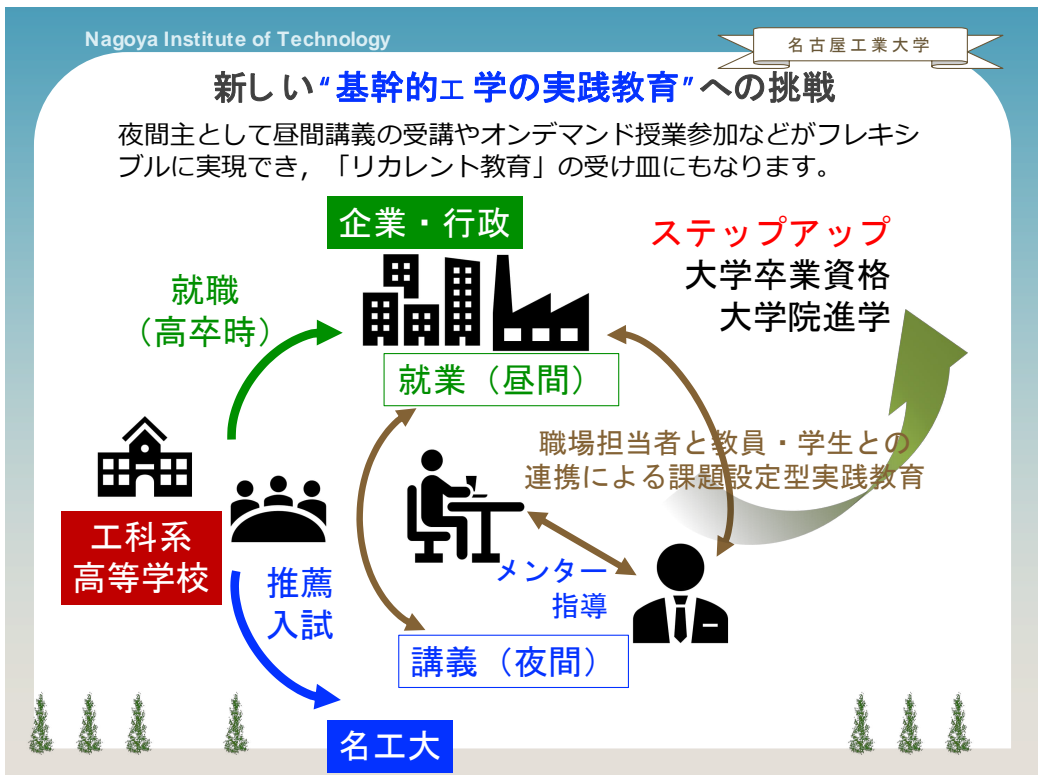 Nagoya Institute of Technology
名古屋工業大学
新しい“基幹的工学の実践教育”への挑戦
夜間主として昼間講義の受講やオンデマンド授業参加などがフレキシ
ブルに実現でき，「リカレント教育」の受け皿にもなります。
企業・行政
ステップアップ
大学卒業資格
大学院進学
就職
（高卒時）
就業（昼間）
職場担当者と教員・学生との
連携による課題設定型実践教育
工科系
高等学校
推薦
入試
メンター
指導
講義（夜間）
名工大